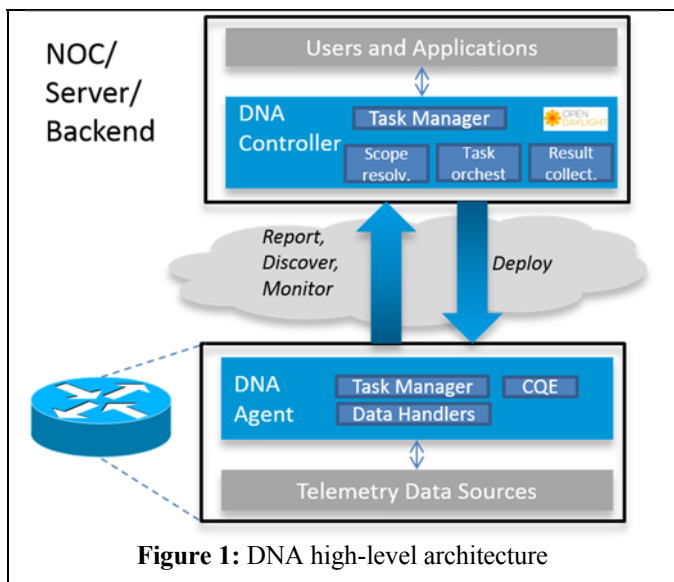 NOC/
Server/
Backend
Users and Applications
DNA
Controller
Task Manager
OPEN
DAYLIGHT
Scope
resolv.
Task
orchest
Result
collect.
Report,
Discover,
Monitor
Deploy
DNA
Agent
Task Manager
CQE
Data Handlers
Telemetry Data Sources
Figure 1: DNA high-level architecture